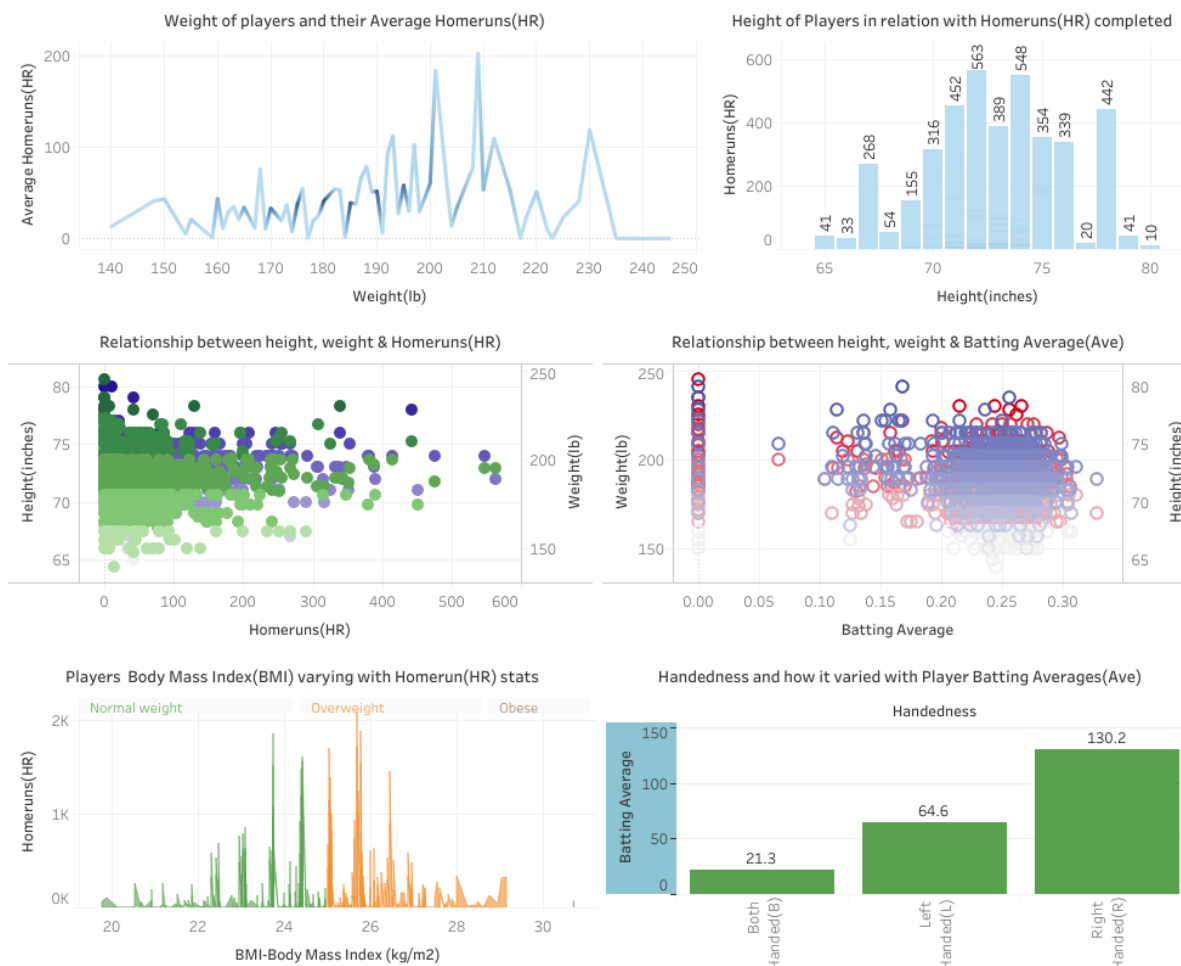 Weight of players and their Average Homeruns(HR)
Average Homeruns(HR)
200
100
0
140
150
160
170
180
190
200
210
220
230
240
250
Weight(lb)
Height of Players in relation with Homeruns(HR) completed
Homeruns(HR)
600
400
200
0
41
33
268
54
155
316
452
563
389
548
354
339
20
442
41
10
65
70
75
80
Height(inches)
Relationship between height, weight & Homeruns(HR)
Height(inches)
80
75
70
65
250
200
150
Weight(lb)
0
100
200
300
400
500
600
Homeruns(HR)
Relationship between height, weight & Batting Average(Ave)
Weight(lb)
250
200
150
80
75
70
65
Height(inches)
0.00
0.05
0.10
0.15
0.20
0.25
0.30
Batting Average
Players Body Mass Index(BMI) varying with Homerun(HR) stats
Normal weight
Overweight
Obese
Homeruns(HR)
2K
1K
0K
20
22
24
26
28
30
BMI-Body Mass Index (kg/m2)
Handedness and how it varied with Player Batting Averages(Ave)
Handedness
Batting Average
150
100
50
0
21.3
64.6
130.2
Both
Handed(B)
Left
Handed(L)
Right
Handed(R)